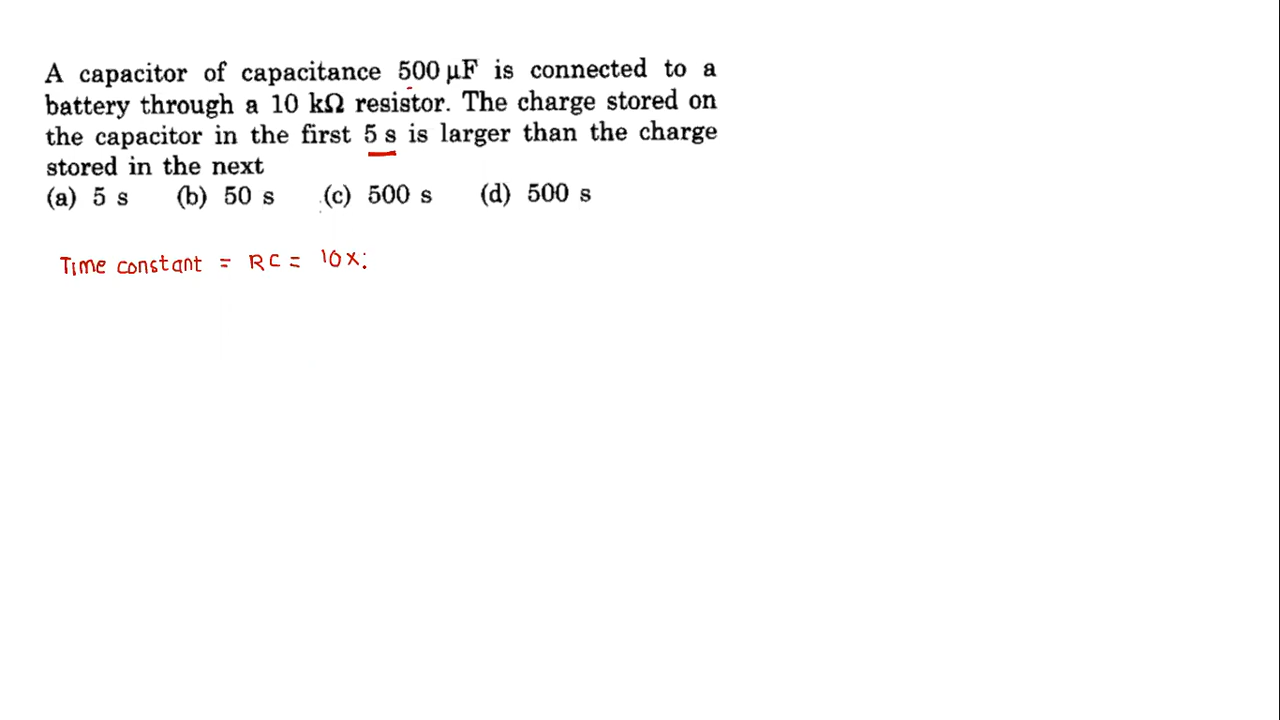 A capacitor of capacitance 500 μF is connected to a
battery through a 10 kΩ resistor. The charge stored on
the capacitor in the first 5 s is larger than the charge
stored in the next
(a) 5 s (b) 50 s (c) 500 s (d) 500 s
Time constant = RC = 10x: